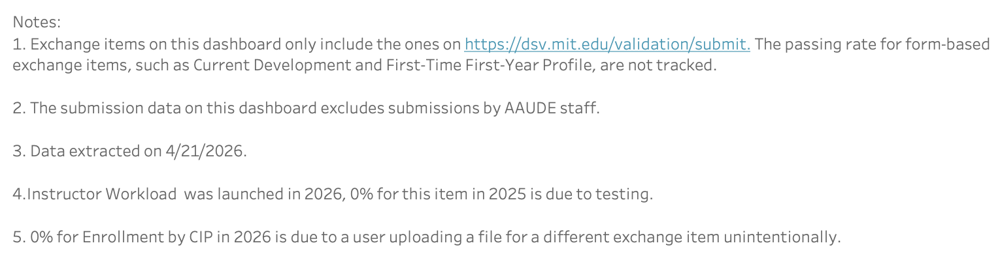 Notes:
1. Exchange items on this dashboard only include the ones on https://dsv.mit.edu/validation/submit. The passing rate for form-based
exchange items, such as Current Development and First-Time First-Year Profile, are not tracked.
2. The submission data on this dashboard excludes submissions by AAUDE staff.
3. Data extracted on 4/21/2026.
4.Instructor Workload  was launched in 2026, 0% for this item in 2025 is due to testing.
5. 0% for Enrollment by CIP in 2026 is due to a user uploading a file for a different exchange item unintentionally.